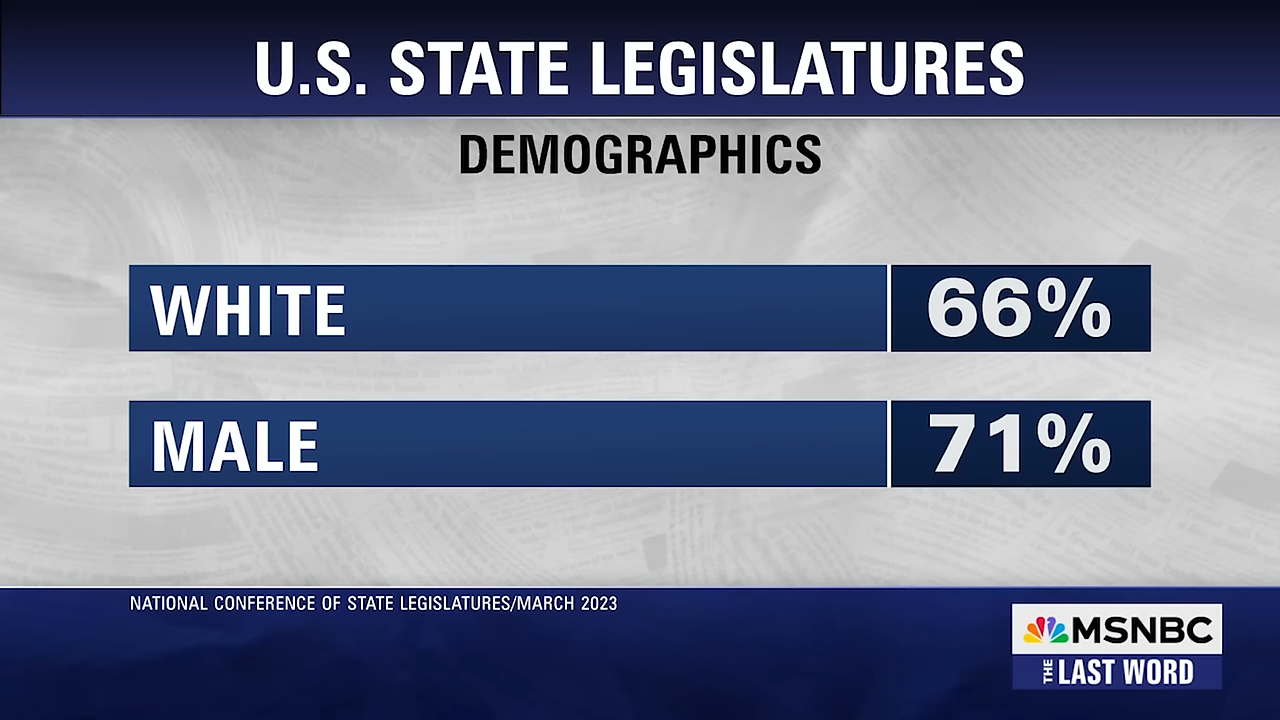 U.S. STATE LEGISLATURES
DEMOGRAPHICS
WHITE 66%
MALE 71%
NATIONAL CONFERENCE OF STATE LEGISLATURES/MARCH 2023
MSNBC
THE LAST WORD